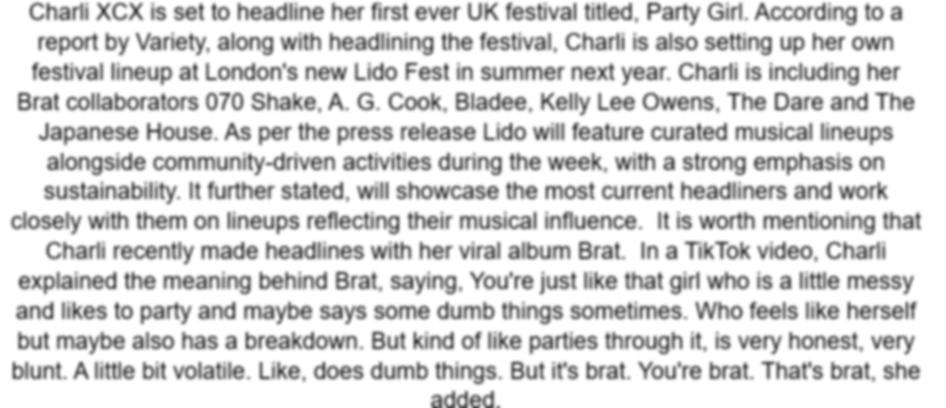 Charli XCX is set to headline her first ever UK festival titled, Party Girl. According to a
report by Variety, along with headlining the festival, Charli is also setting up her own
festival lineup at London's new Lido Fest in summer next year. Charli is including her
Brat collaborators 070 Shake, A. G. Cook, Bladee, Kelly Lee Owens, The Dare and The
Japanese House. As per the press release Lido will feature curated musical lineups
alongside community-driven activities during the week, with a strong emphasis on
sustainability. It further stated, will showcase the most current headliners and work
closely with them on lineups reflecting their musical influence.  It is worth mentioning that
Charli recently made headlines with her viral album Brat.  In a TikTok video, Charli
explained the meaning behind Brat, saying, You're just like that girl who is a little messy
and likes to party and maybe says some dumb things sometimes. Who feels like herself
but maybe also has a breakdown. But kind of like parties through it, is very honest, very
blunt. A little bit volatile. Like, does dumb things. But it's brat. You're brat. That's brat, she
added.